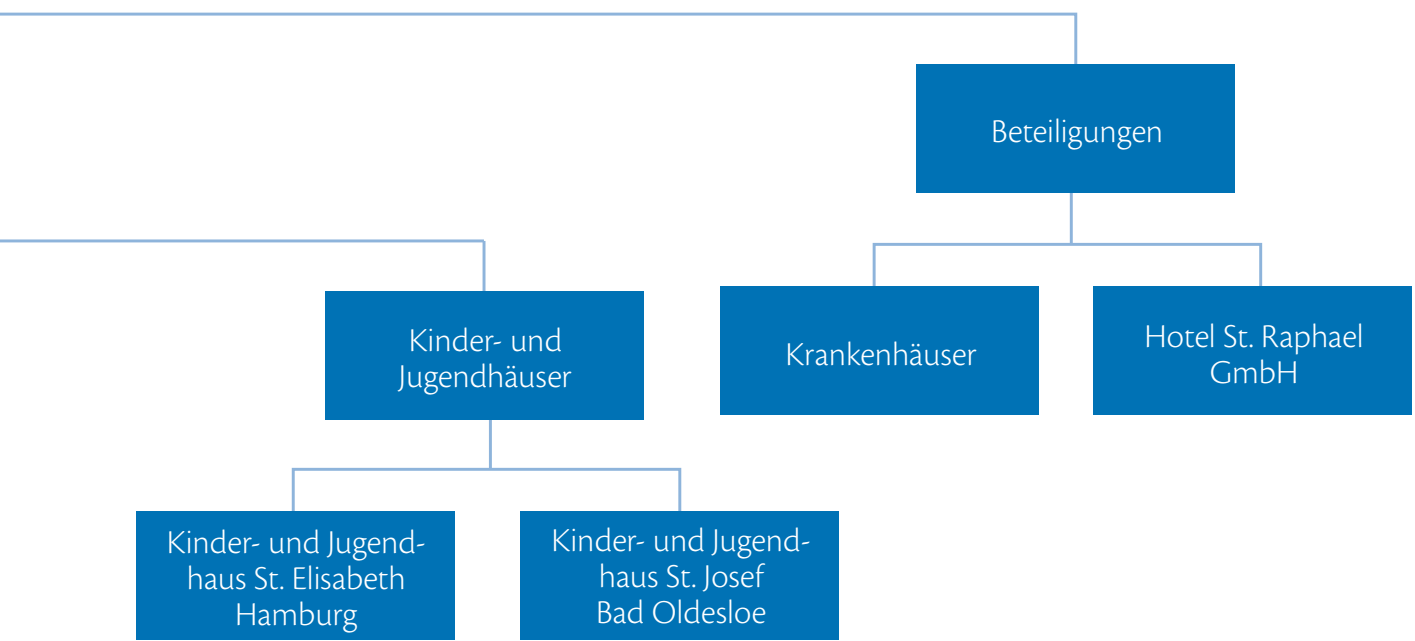 Beteiligungen
Kinder- und
Jugendhäuser
Krankenhäuser
Hotel St. Raphael
GmbH
Kinder- und Jugend-
haus St. Elisabeth
Hamburg
Kinder- und Jugend-
haus St. Josef
Bad Oldesloe